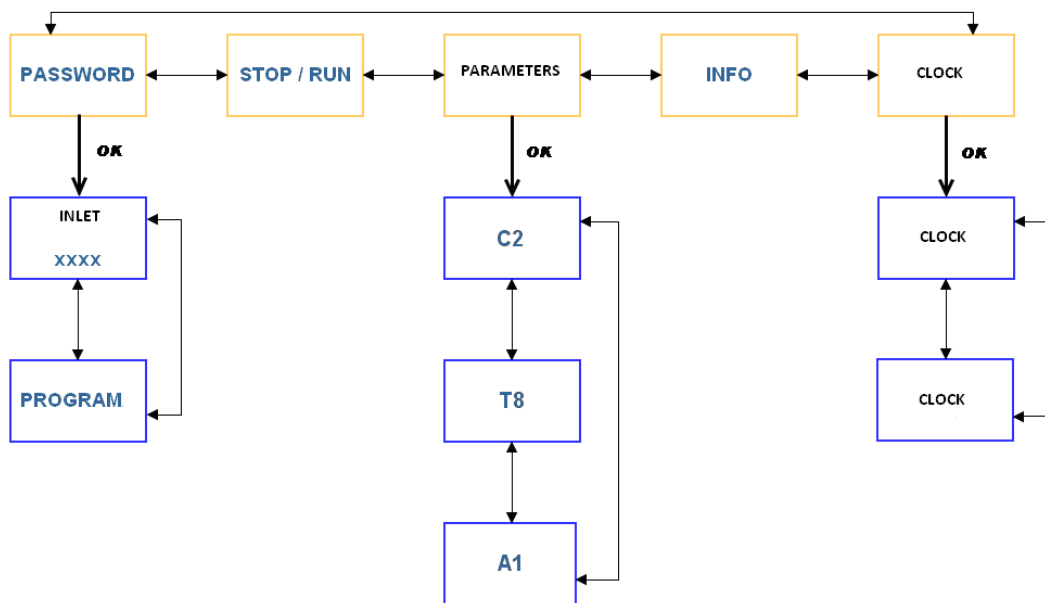 PASSWORD
STOP / RUN
PARAMETERS
INFO
CLOCK
OK
OK
OK
INLET
xxxx
C2
CLOCK
PROGRAM
T8
CLOCK
A1